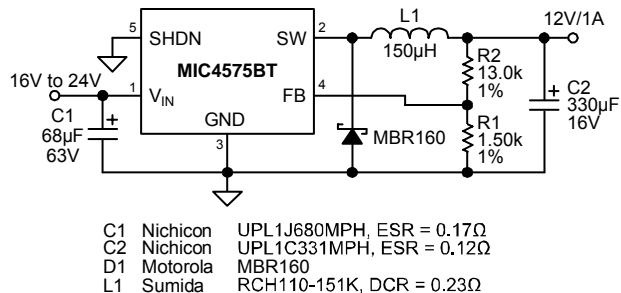 L1
150µH
12V/1A
5
SHDN
SW
2
MIC4575BT
16V to 24V
1
VIN
FB
4
GND
3
C1
68µF
63V
MBR160
R2
13.0k
1%
R1
1.50k
1%
C2
330µF
16V
C1 Nichicon UPL1J680MPH, ESR = 0.17Ω
C2 Nichicon UPL1C331MPH, ESR = 0.12Ω
D1 Motorola MBR160
L1 Sumida RCH110-151K, DCR = 0.23Ω